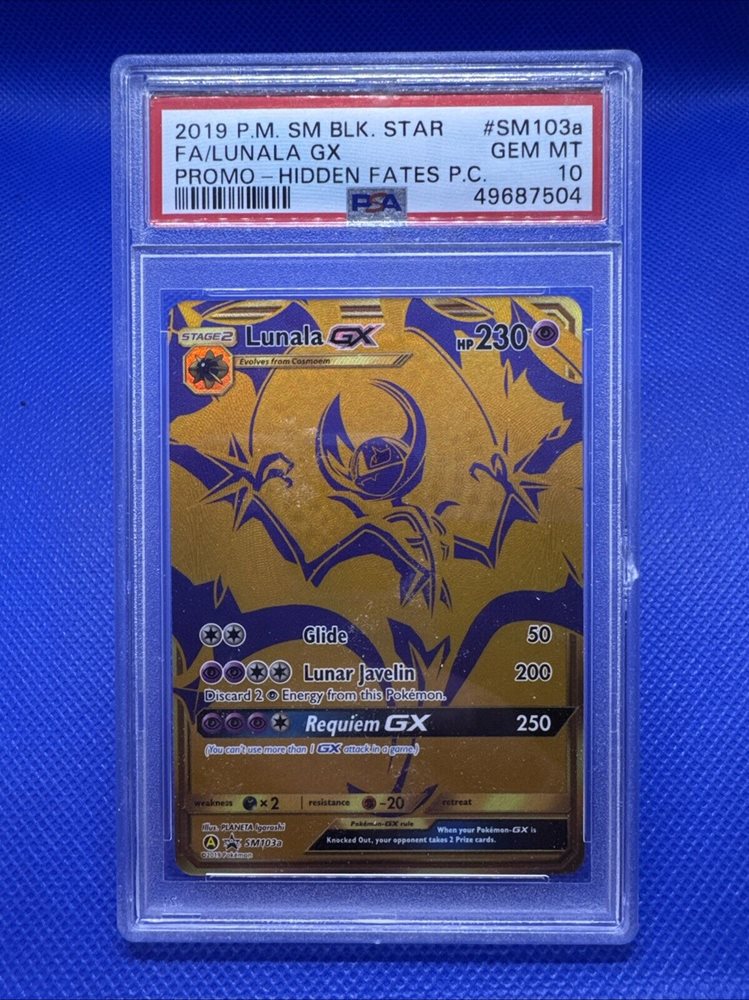 2019 P.M. SM BLK. STAR #SM103a
FA/LUNALA GX GEM MT
PROMO - HIDDEN FATES P.C. 10
PSA 49687504
STAGE 2 Lunala GX HP 230
Evolves from Cosmoem
Glide 50
Lunar Javelin 200
Discard 2 Energy from this Pokémon.
Requiem GX 250
(You can't use more than 1 GX attack in a game.)
weakness ×2 resistance -20 retreat
Pokémon-GX rule
When your Pokémon-GX is
Knocked Out, your opponent takes 2 Prize cards.
Illus. PLANETA Igarashi
A SM103a
©2019 Pokémon